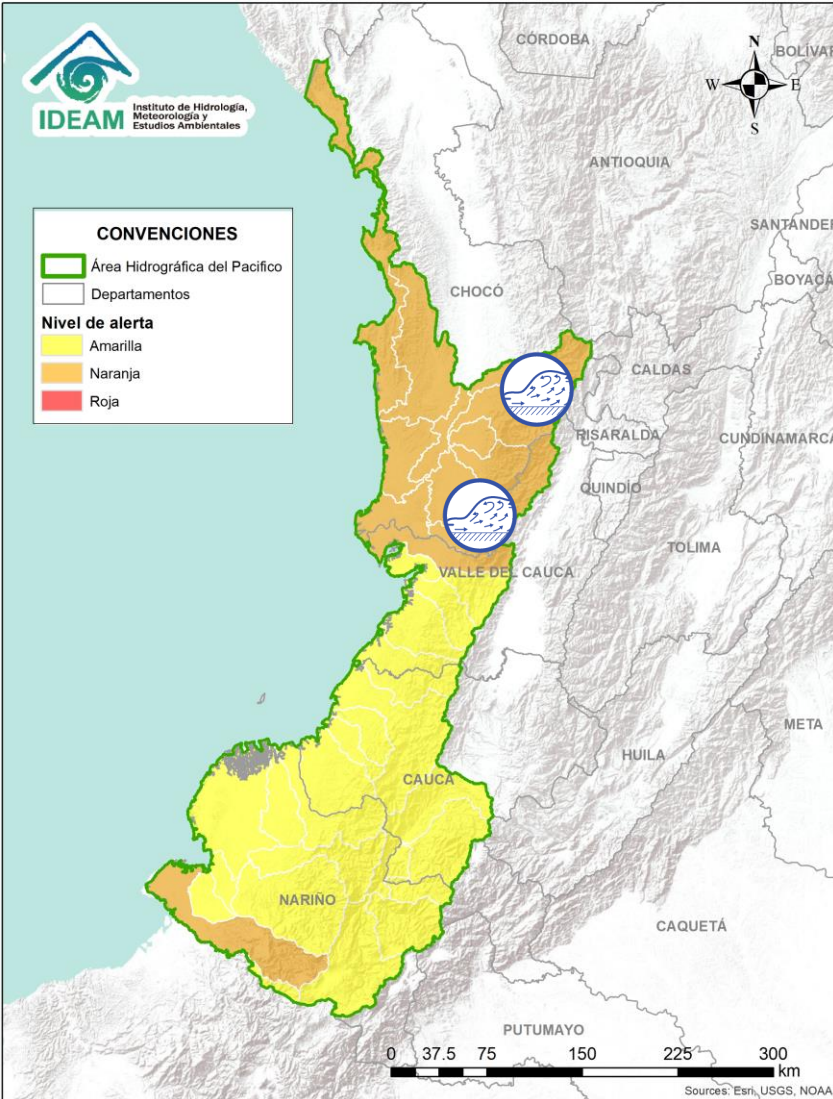 IDEAM
Instituto de Hidrología,
Meteorología y
Estudios Ambientales
N
W
E
S
CONVENCIONES
Área Hidrográfica del Pacifico
Departamentos
Nivel de alerta
Amarilla
Naranja
Roja
CÓRDOBA
BOLÍVAR
ANTIOQUIA
SANTANDER
BOYACÁ
CHOCÓ
CALDAS
RISARALDA
CUNDINAMARCA
QUINDÍO
TOLIMA
VALLE DEL CAUCA
META
HUILA
CAUCA
NARIÑO
CAQUETÁ
PUTUMAYO
0 37.5 75 150 225 300
km
Sources: Esri, USGS, NOAA